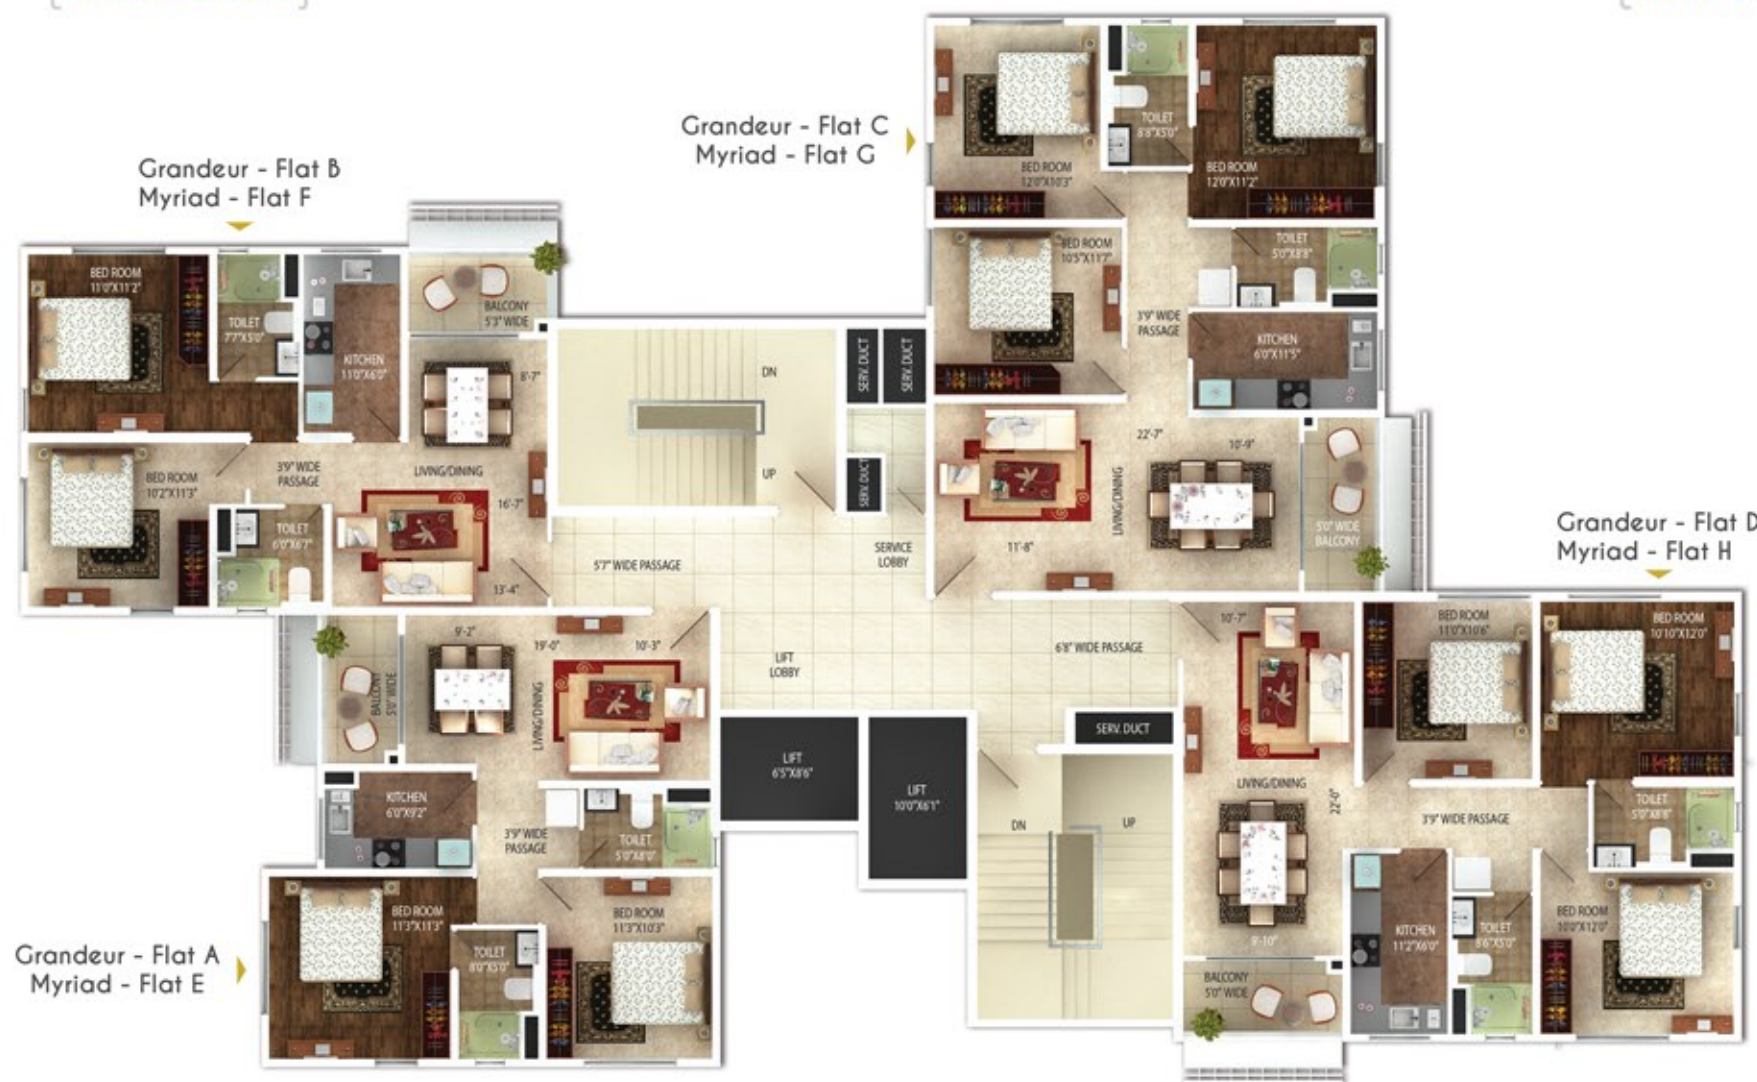 Grandeur - Flat B
Myriad - Flat F
BED ROOM
11'0"X11'2"
TOILET
7'7"X5'0"
KITCHEN
11'0"X6'0"
BALCONY
5'3" WIDE
8'-7"
LIVING/DINING
16'-7"
13'-4"
BED ROOM
10'2"X11'3"
3'9" WIDE
PASSAGE
TOILET
6'0"X6'7"
Grandeur - Flat C
Myriad - Flat G
BED ROOM
12'0"X10'3"
TOILET
8'8"X5'0"
BED ROOM
12'0"X11'2"
BED ROOM
10'5"X11'7"
TOILET
5'0"X8'8"
3'9" WIDE
PASSAGE
KITCHEN
6'0"X11'5"
22'-7"
10'-9"
LIVING/DINING
11'-8"
5'0" WIDE
BALCONY
DN
UP
SERV. DUCT
SERV. DUCT
SERV. DUCT
SERVICE
LOBBY
5'7" WIDE PASSAGE
LIFT
LOBBY
6'8" WIDE PASSAGE
LIFT
6'5"X8'6"
LIFT
10'0"X6'1"
SERV. DUCT
DN
UP
Grandeur - Flat D
Myriad - Flat H
10'-7"
BED ROOM
11'0"X10'6"
BED ROOM
10'10"X12'0"
LIVING/DINING
22'-0"
3'9" WIDE PASSAGE
TOILET
5'0"X8'8"
9'-10"
KITCHEN
11'2"X6'0"
TOILET
8'6"X5'0"
BED ROOM
10'0"X12'0"
BALCONY
5'0" WIDE
9'-2"
19'-0"
10'-3"
BALCONY
5'0" WIDE
LIVING/DINING
KITCHEN
6'0"X9'2"
3'9" WIDE
PASSAGE
TOILET
5'0"X8'0"
BED ROOM
11'3"X11'3"
TOILET
8'0"X5'0"
BED ROOM
11'3"X10'3"
Grandeur - Flat A
Myriad - Flat E